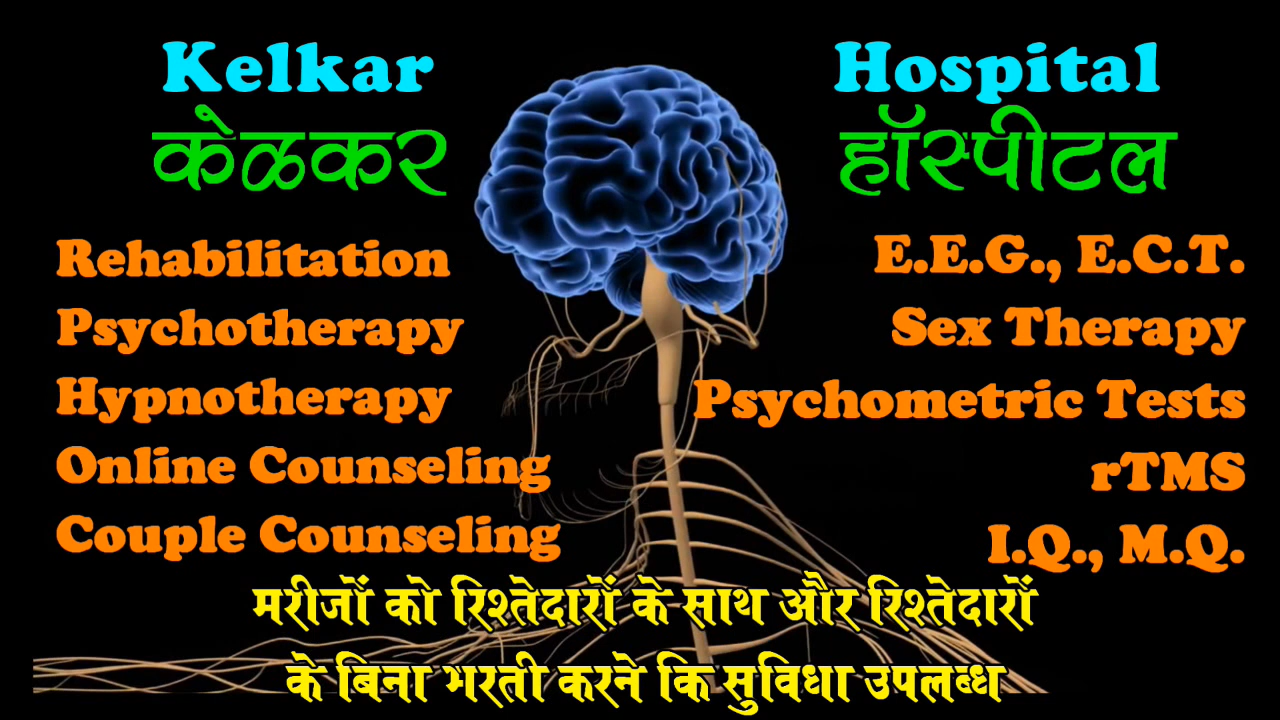 Kelkar Hospital
केळकर हॉस्पीटल
Rehabilitation
Psychotherapy
Hypnotherapy
Online Counseling
Couple Counseling
E.E.G., E.C.T.
Sex Therapy
Psychometric Tests
rTMS
I.Q., M.Q.
मरीजों को रिश्तेदारों के साथ और रिश्तेदारों
के बिना भरती करने कि सुविधा उपलब्ध